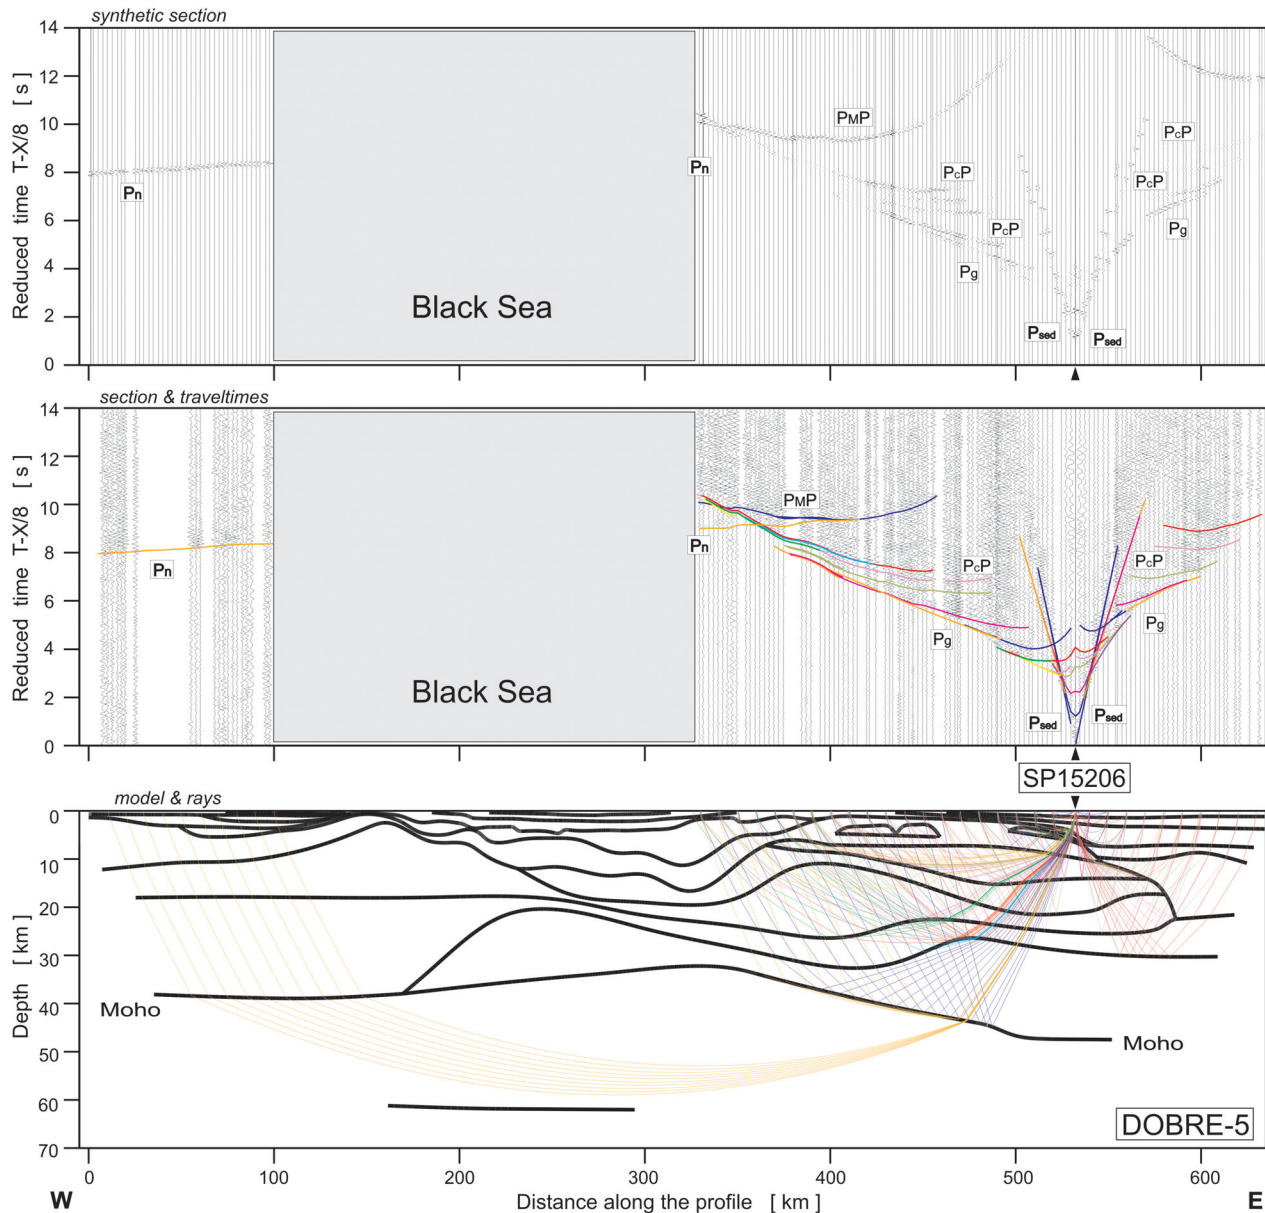 synthetic section
14
12
10
8
6
4
2
0
Reduced time T-X/8 [ s ]
PMP
Pn
Pn
PcP
PcP
PcP
PcP
Pg
Pg
Psed
Psed
Black Sea
section & traveltimes
14
12
10
8
6
4
2
0
Reduced time T-X/8 [ s ]
PMP
Pn
Pn
PcP
PcP
Pg
Pg
Psed
Psed
Black Sea
SP15206
model & rays
0
10
20
30
40
50
60
70
Depth [ km ]
Moho
Moho
DOBRE-5
0 100 200 300 400 500 600
W Distance along the profile [ km ] E